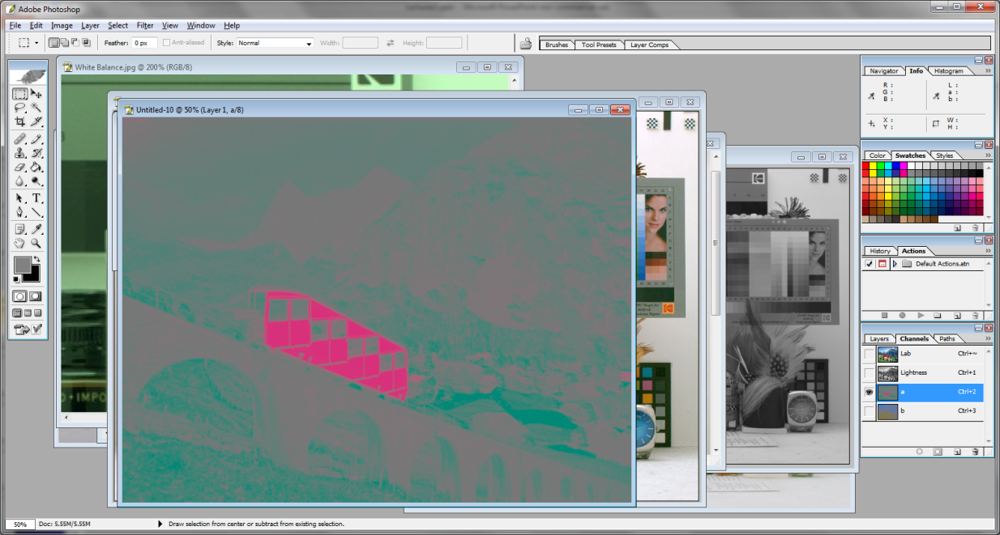 Adobe Photoshop
File Edit Image Layer Select Filter View Window Help
Feather: 0 px Anti-aliased Style: Normal Width: Height: Brushes Tool Presets Layer Comps
White Balance.jpg @ 200% (RGB/8)
Untitled-10 @ 50% (Layer 1, a/8)
Navigator Info Histogram
R : L :
G : a :
B : b :
X : W :
Y : H :
Color Swatches Styles
History Actions
Default Actions.atn
Layers Channels Paths
Lab Ctrl+~
Lightness Ctrl+1
a Ctrl+2
b Ctrl+3
50% Doc: 5.55M/5.55M Draw selection from center or subtract from existing selection.